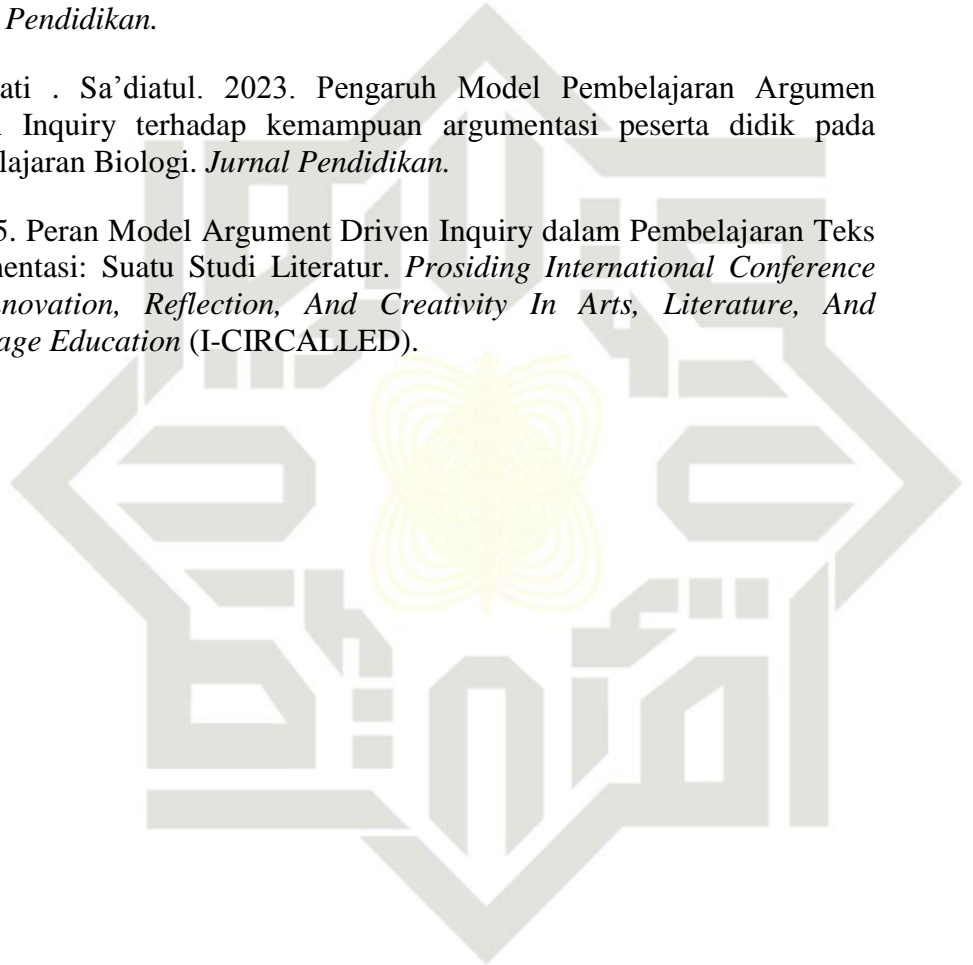 Pendidikan.
ati . Sa’diatul. 2023. Pengaruh Model Pembelajaran Argumen
Inquiry terhadap kemampuan argumentasi peserta didik pada
lajaran Biologi. Jurnal Pendidikan.
5. Peran Model Argument Driven Inquiry dalam Pembelajaran Teks
nentasi: Suatu Studi Literatur. Prosiding International Conference
novation, Reflection, And Creativity In Arts, Literature, And
age Education (I-CIRCALLED).